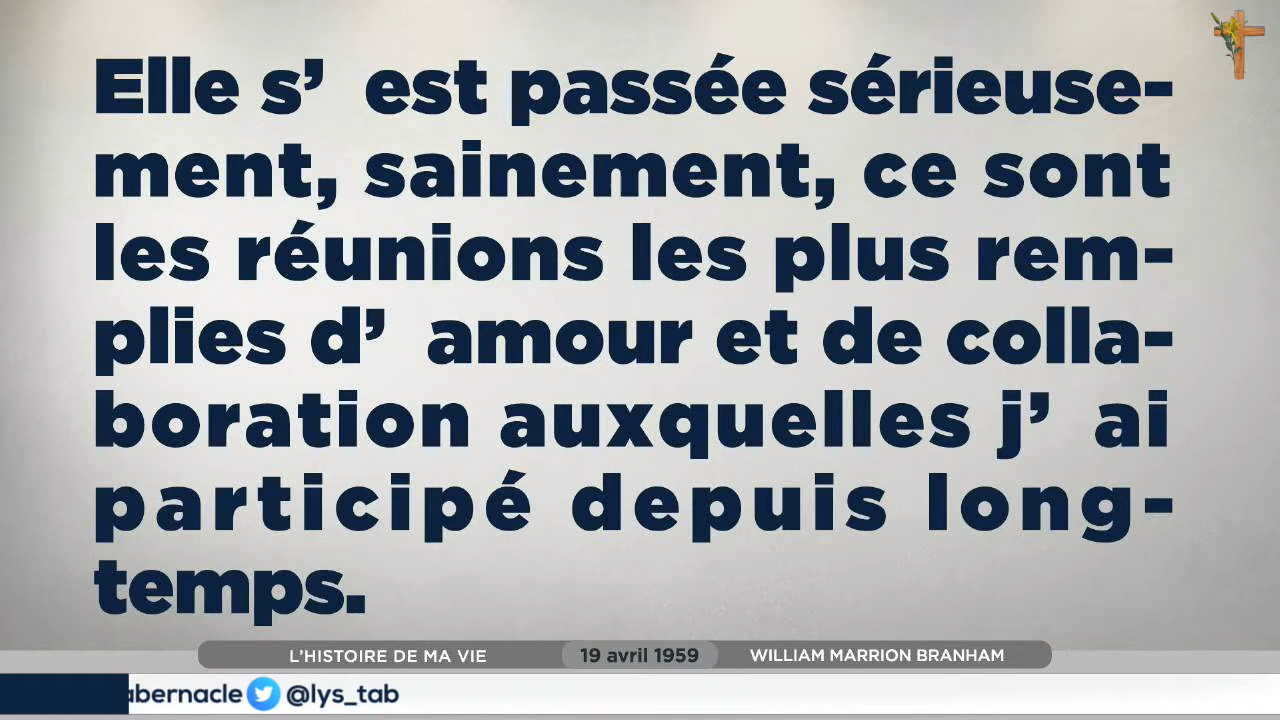 Elle s’ est passée sérieuse-
ment, sainement, ce sont
les réunions les plus rem-
plies d’ amour et de colla-
boration auxquelles j’ ai
participé depuis long-
temps.
L’HISTOIRE DE MA VIE 19 avril 1959 WILLIAM MARRION BRANHAM
abernacle @lys_tab